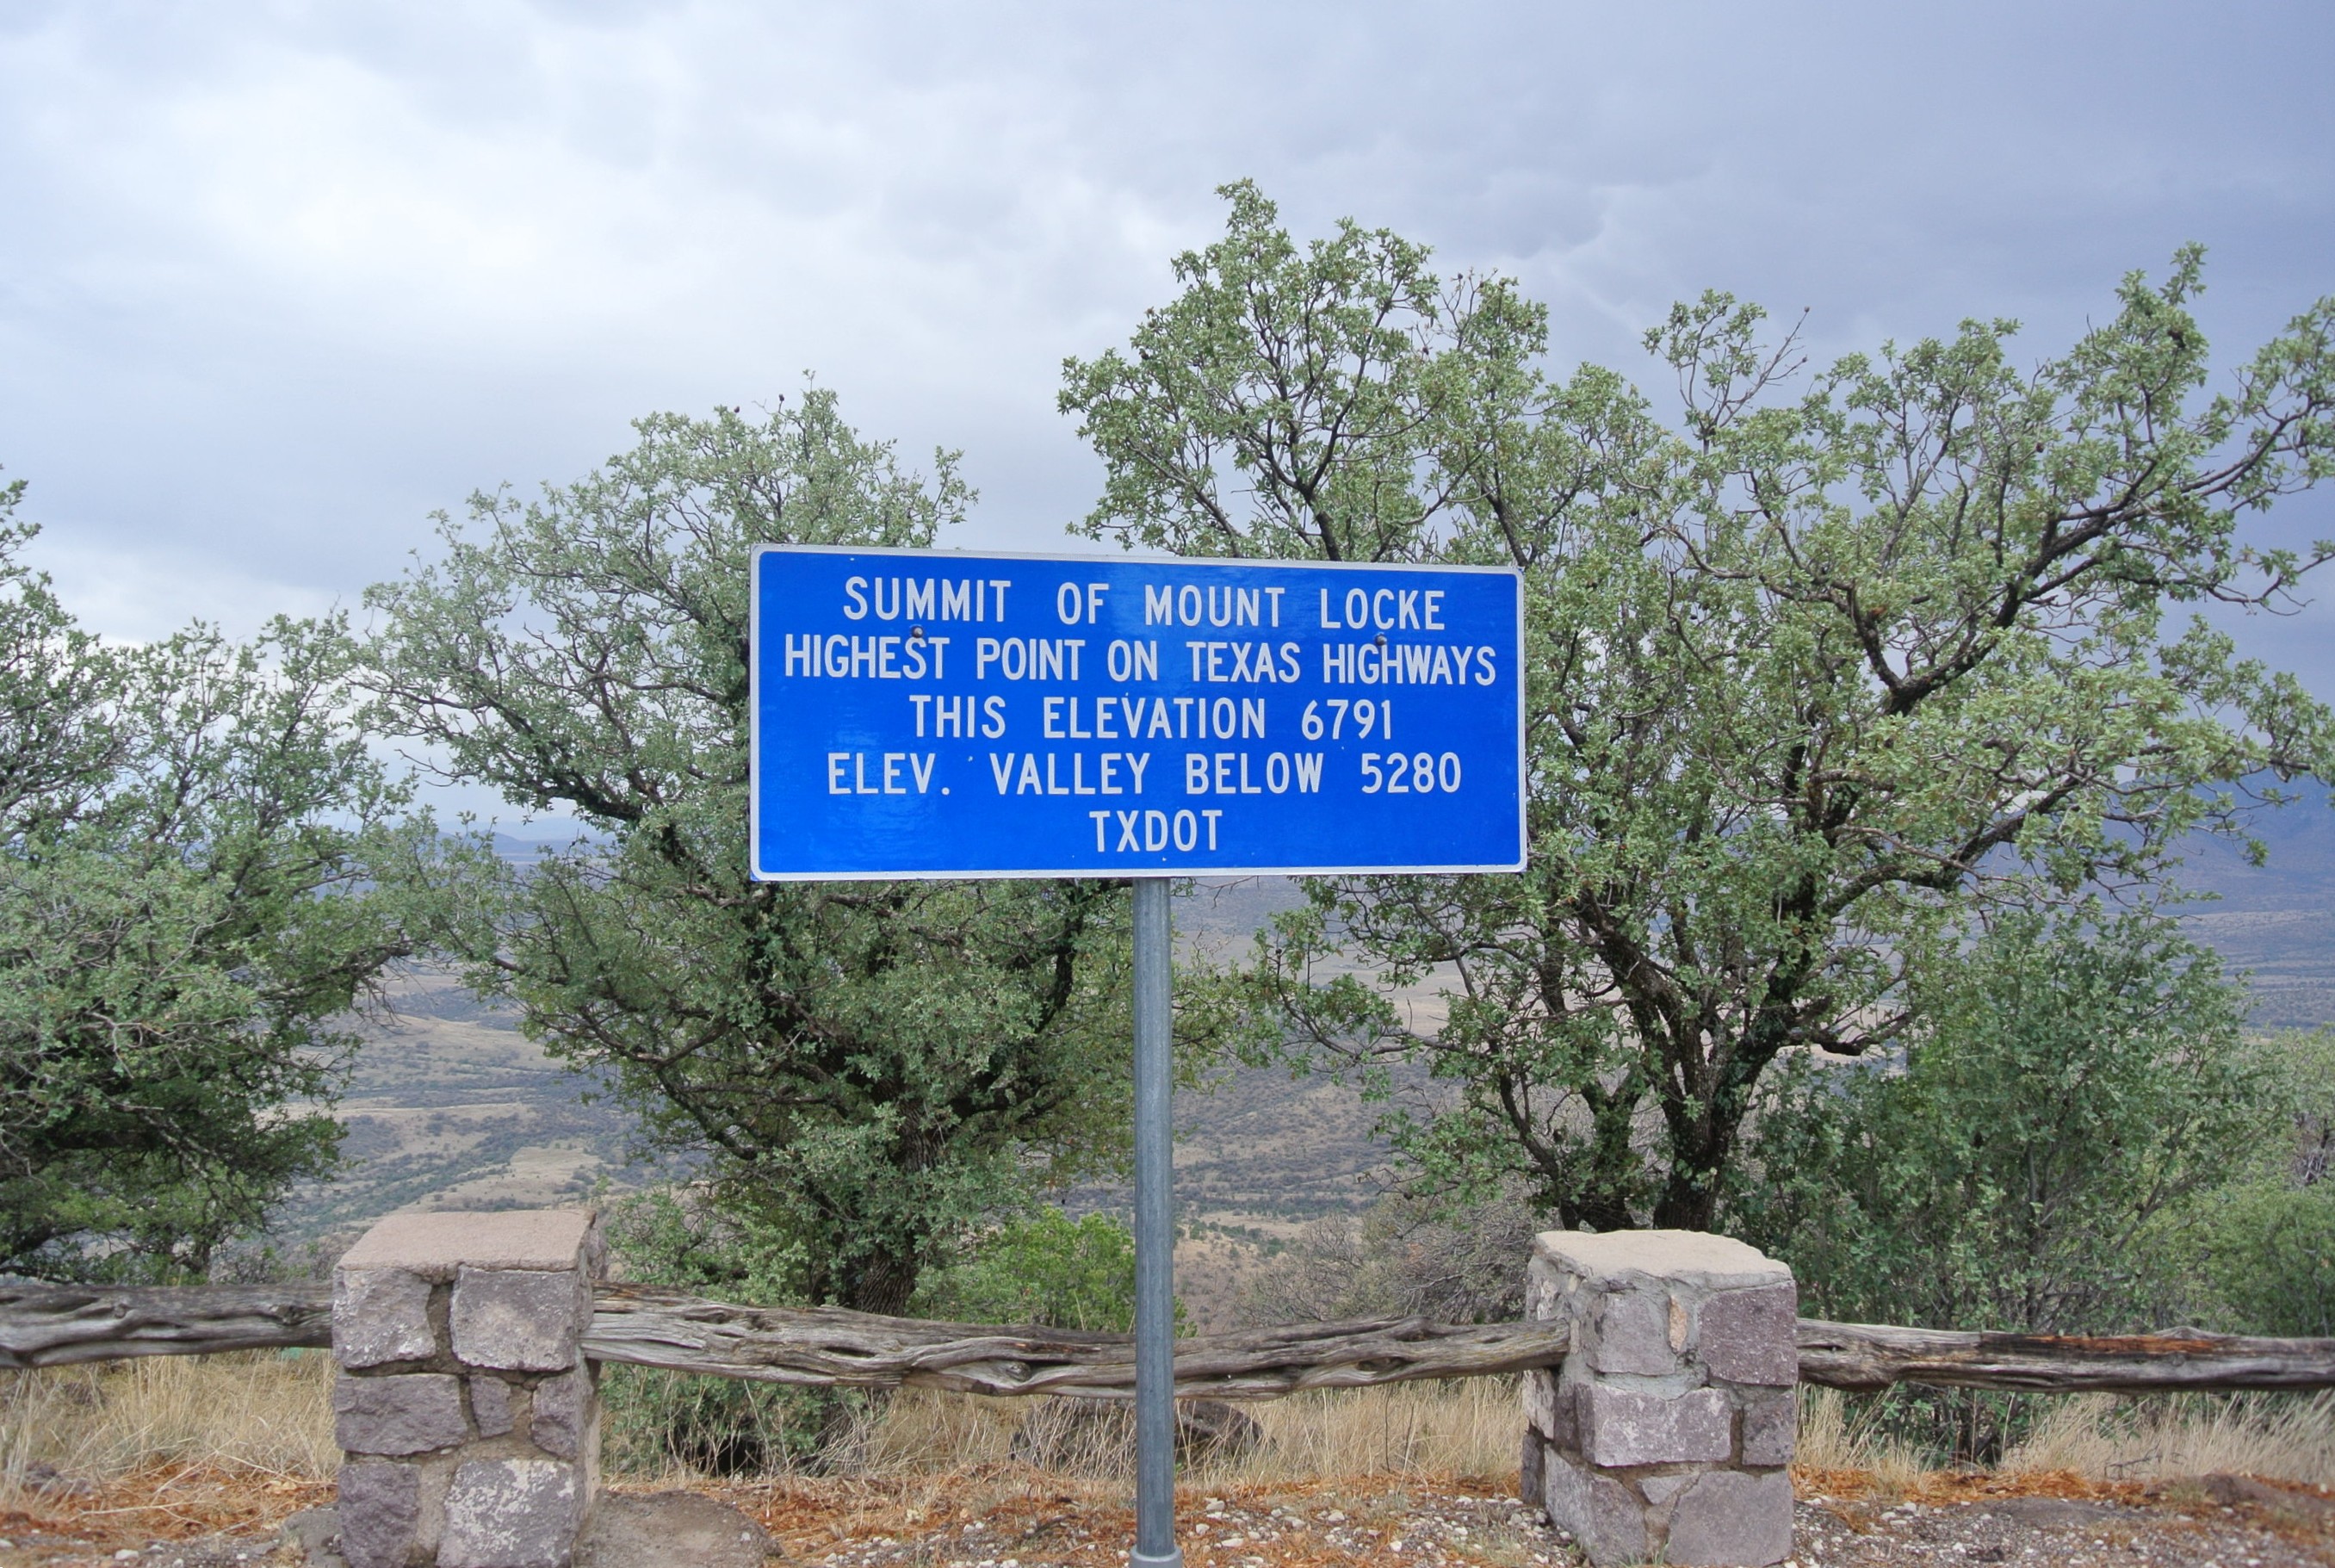 SUMMIT OF MOUNT LOCKE
HIGHEST POINT ON TEXAS HIGHWAYS
THIS ELEVATION 6791
ELEV. VALLEY BELOW 5280
TXDOT